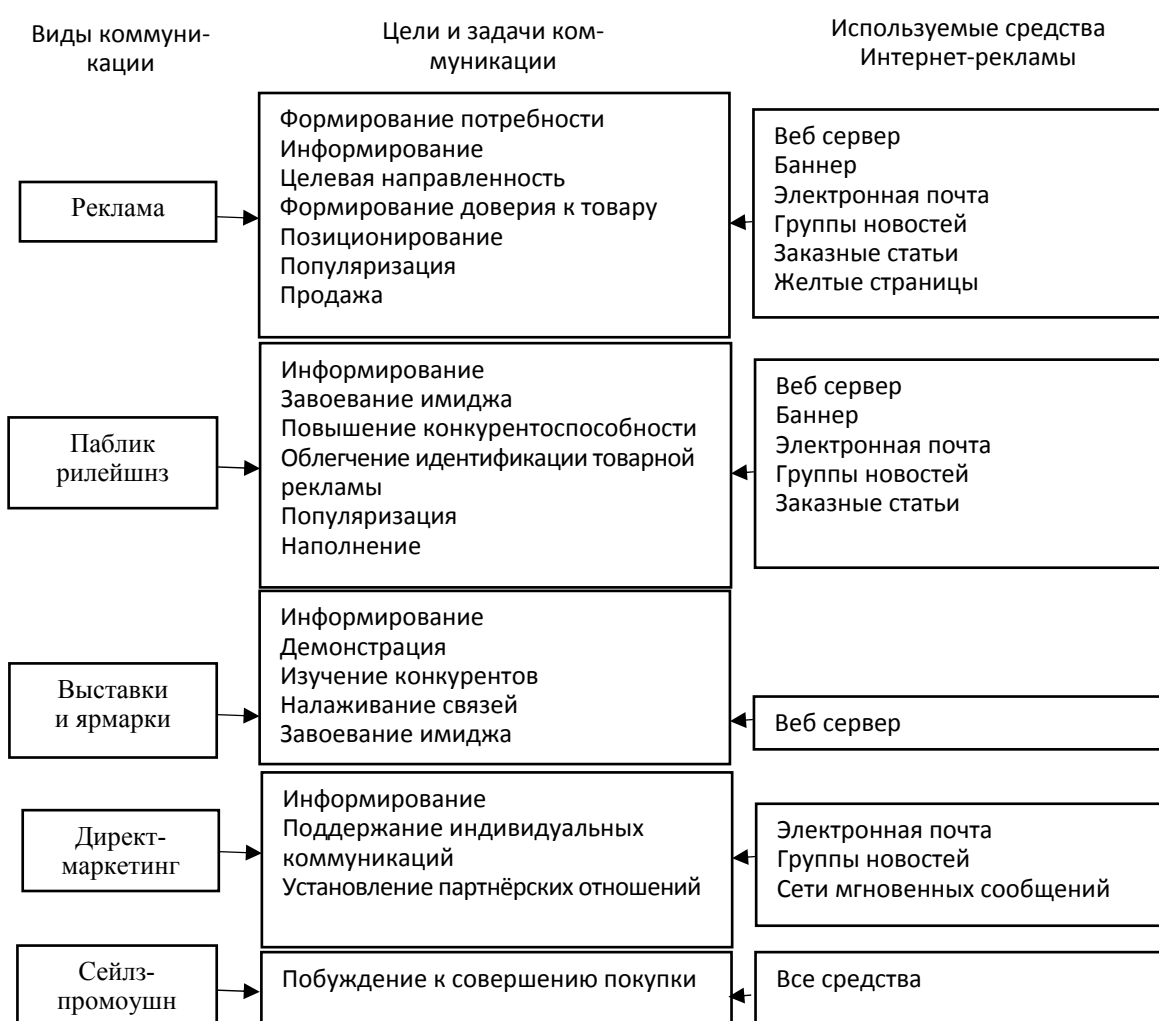 Виды коммуни-
кации
Цели и задачи ком-
муникации
Используемые средства
Интернет-рекламы
Реклама
Формирование потребности
Информирование
Целевая направленность
Формирование доверия к товару
Позиционирование
Популяризация
Продажа
Веб сервер
Баннер
Электронная почта
Группы новостей
Заказные статьи
Желтые страницы
Паблик
рилейшнз
Информирование
Завоевание имиджа
Повышение конкурентоспособности
Облегчение идентификации товарной
рекламы
Популяризация
Наполнение
Веб сервер
Баннер
Электронная почта
Группы новостей
Заказные статьи
Выставки
и ярмарки
Информирование
Демонстрация
Изучение конкурентов
Налаживание связей
Завоевание имиджа
Веб сервер
Директ-
маркетинг
Информирование
Поддержание индивидуальных
коммуникаций
Установление партнёрских отношений
Электронная почта
Группы новостей
Сети мгновенных сообщений
Сейлз-
промоушн
Побуждение к совершению покупки
Все средства